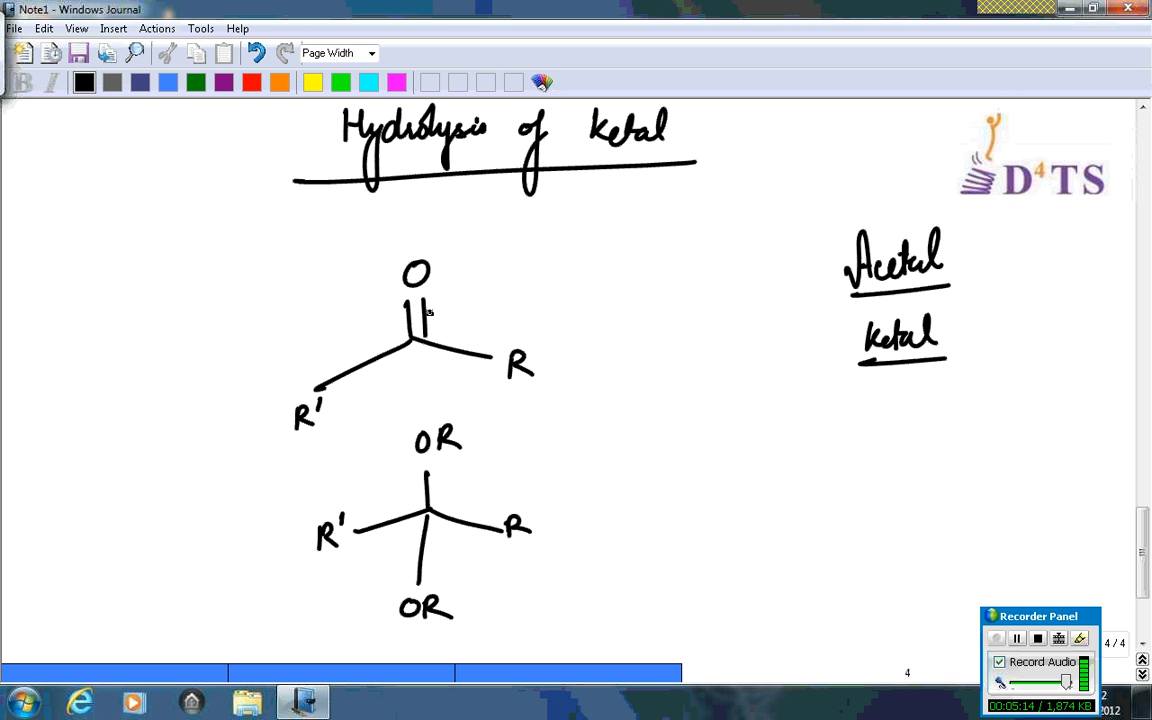 Note1 - Windows Journal
File Edit View Insert Actions Tools Help
Page Width
B I
Hydrolysis of Ketal
D4TS
Acetal
Ketal
O
R
R'
OR
R' R
OR
Recorder Panel
Record Audio
4 / 4
4
00:05:14 / 1,874 KB
2012